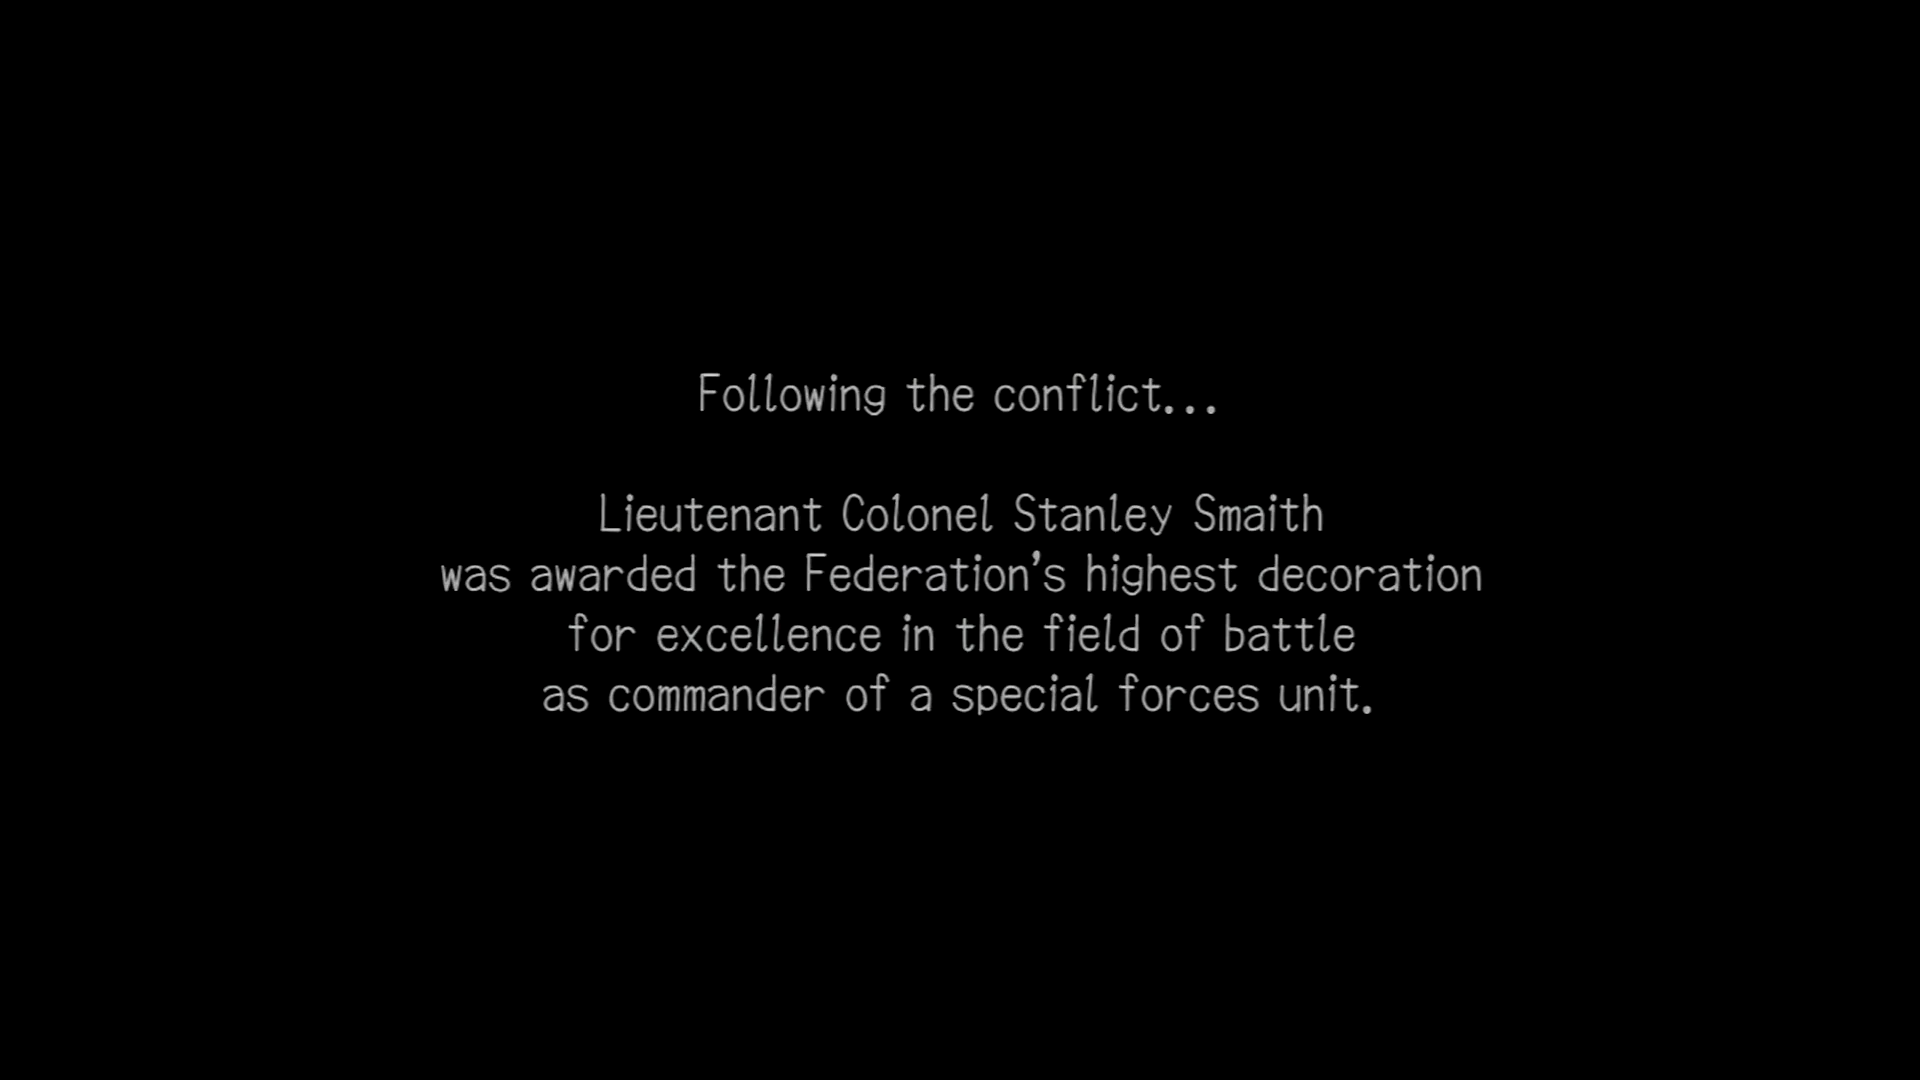 Following the conflict...
Lieutenant Colonel Stanley Smaith
was awarded the Federation's highest decoration
for excellence in the field of battle
as commander of a special forces unit.